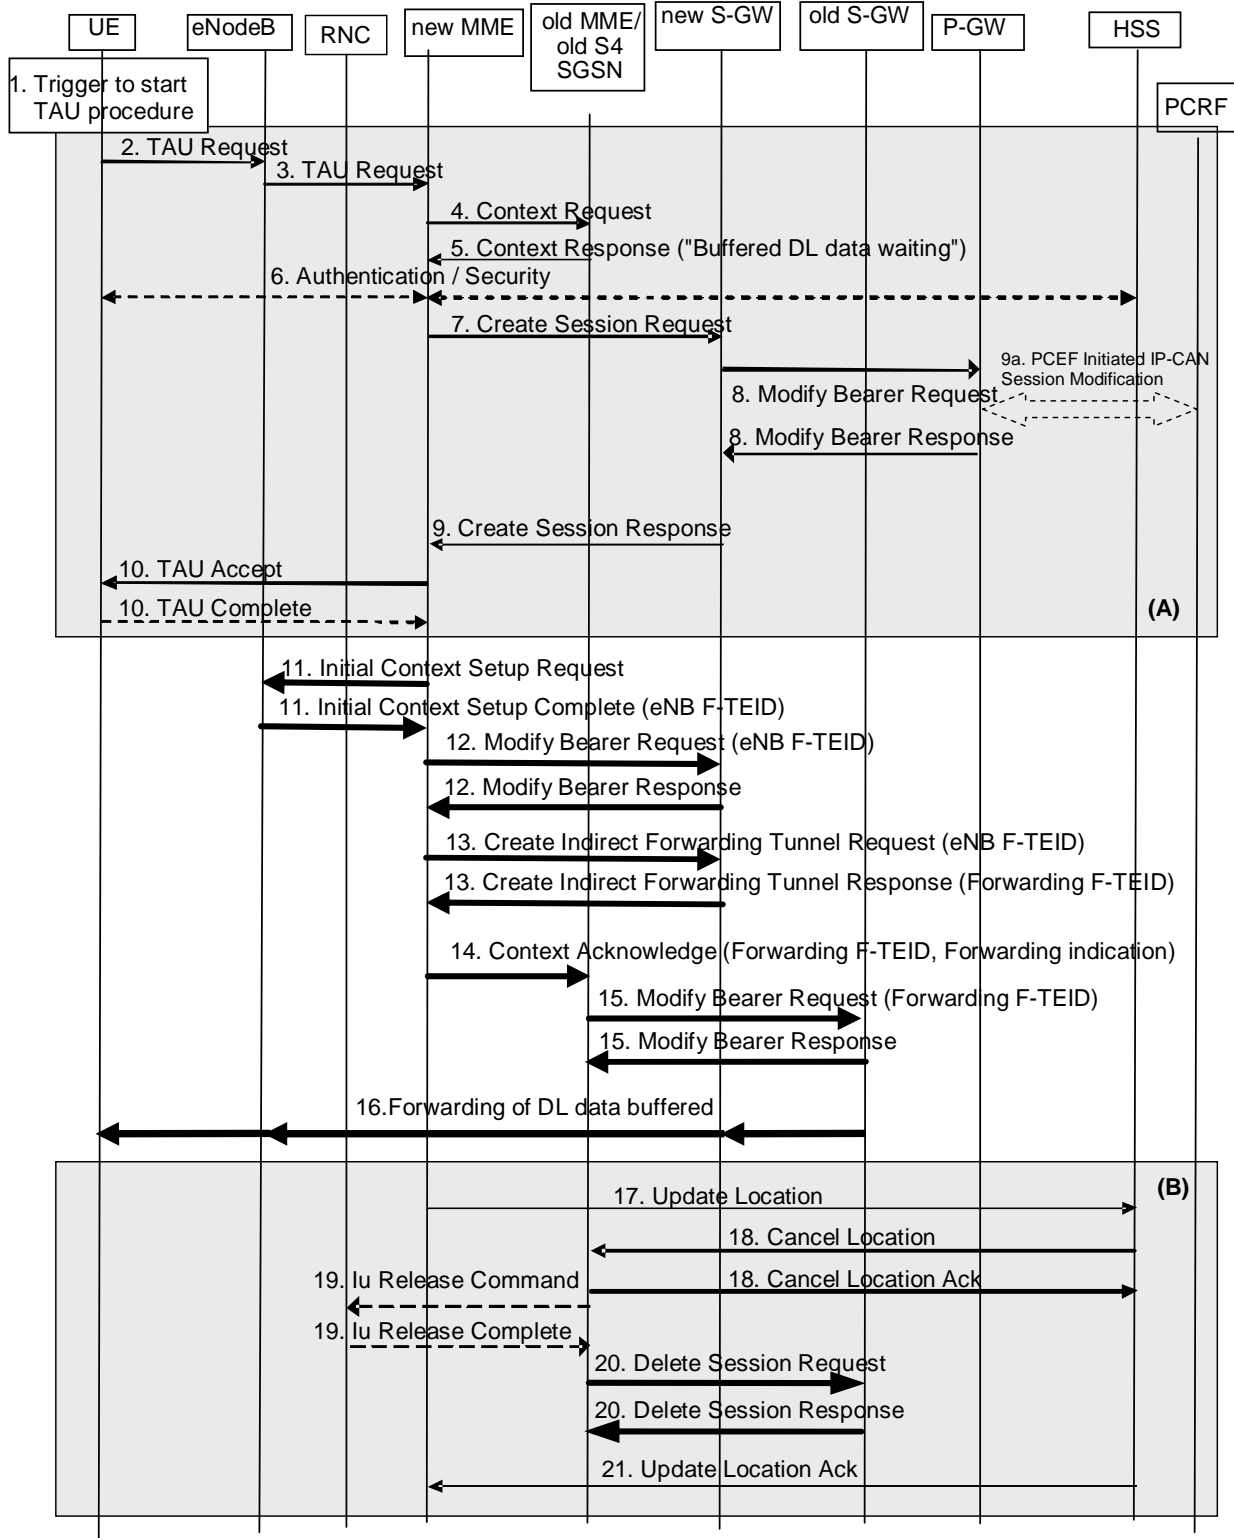 UE
eNodeB
RNC
new MME
old MME/
old S4
SGSN
new S-GW
old S-GW
P-GW
HSS
PCRF
1. Trigger to start
TAU procedure
2. TAU Request
3. TAU Request
4. Context Request
5. Context Response ("Buffered DL data waiting")
6. Authentication / Security
7. Create Session Request
9a. PCEF Initiated IP-CAN
Session Modification
8. Modify Bearer Request
8. Modify Bearer Response
9. Create Session Response
10. TAU Accept
10. TAU Complete
(A)
11. Initial Context Setup Request
11. Initial Context Setup Complete (eNB F-TEID)
12. Modify Bearer Request (eNB F-TEID)
12. Modify Bearer Response
13. Create Indirect Forwarding Tunnel Request (eNB F-TEID)
13. Create Indirect Forwarding Tunnel Response (Forwarding F-TEID)
14. Context Acknowledge (Forwarding F-TEID, Forwarding indication)
15. Modify Bearer Request (Forwarding F-TEID)
15. Modify Bearer Response
16.Forwarding of DL data buffered
(B)
17. Update Location
18. Cancel Location
19. Iu Release Command
18. Cancel Location Ack
19. Iu Release Complete
20. Delete Session Request
20. Delete Session Response
21. Update Location Ack